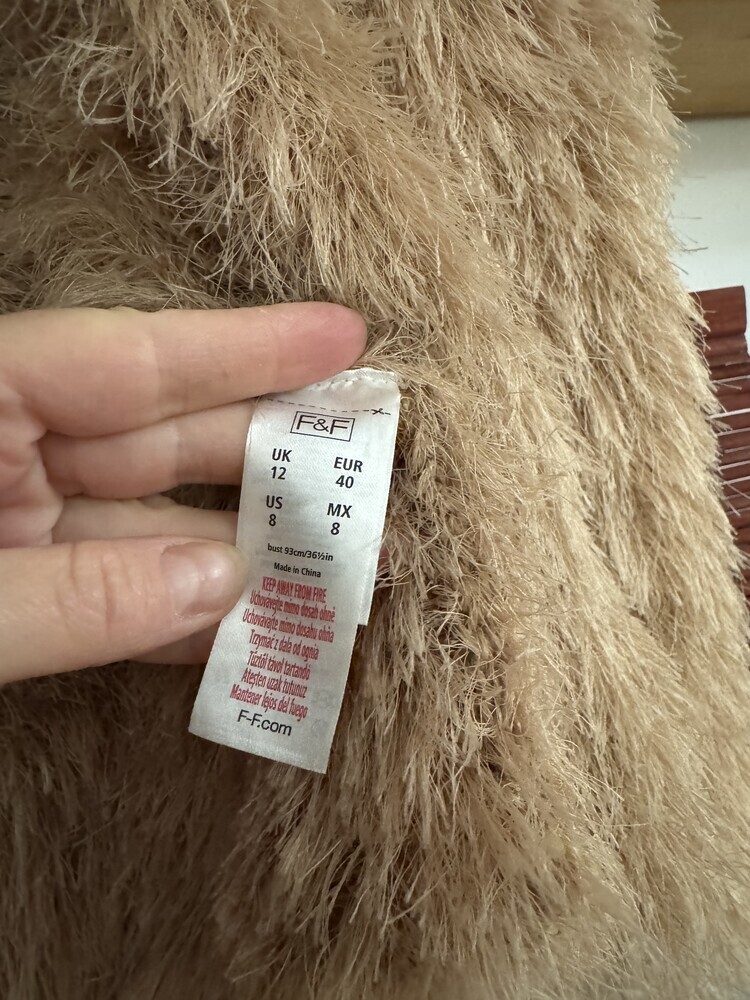 F&F
UK EUR
12 40
US MX
8 8
bust 93cm/36½in
Made in China
KEEP AWAY FROM FIRE
Uchovávejte mimo dosah ohně
Uchovávajte mimo dosahu ohňa
Trzymać z dala od ognia
Tűztől távol tartandó
Ateşten uzak tutunuz
Mantener lejos del fuego
F-F.com